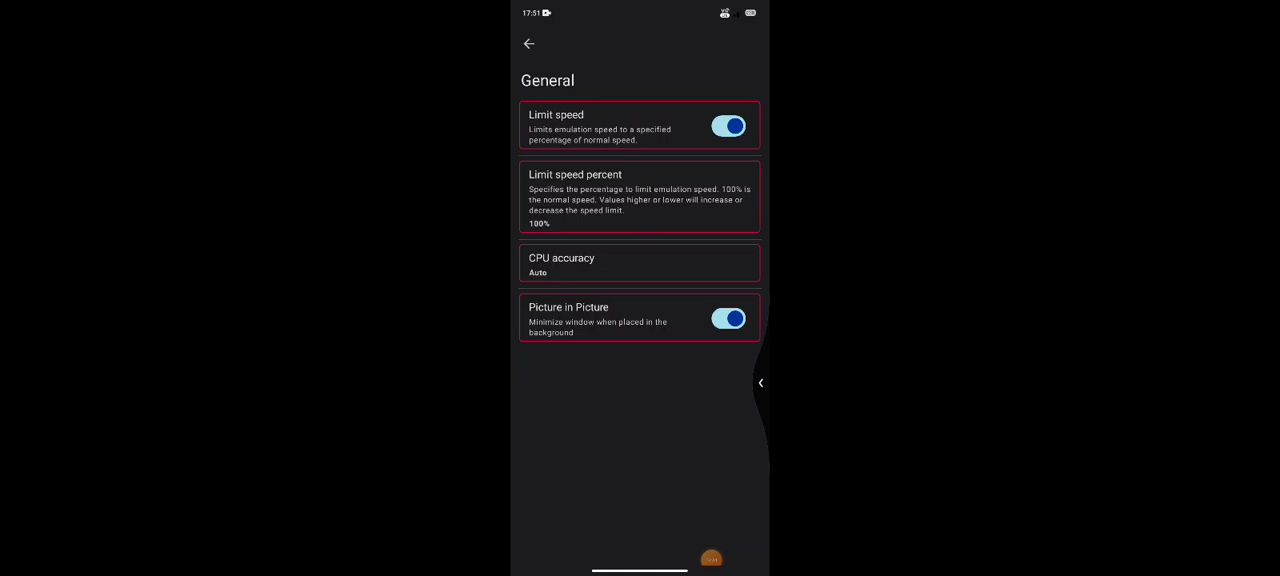 17:51
General
Limit speed
Limits emulation speed to a specified
percentage of normal speed.
Limit speed percent
Specifies the percentage to limit emulation speed. 100% is
the normal speed. Values higher or lower will increase or
decrease the speed limit.
100%
CPU accuracy
Auto
Picture in Picture
Minimize window when placed in the
background